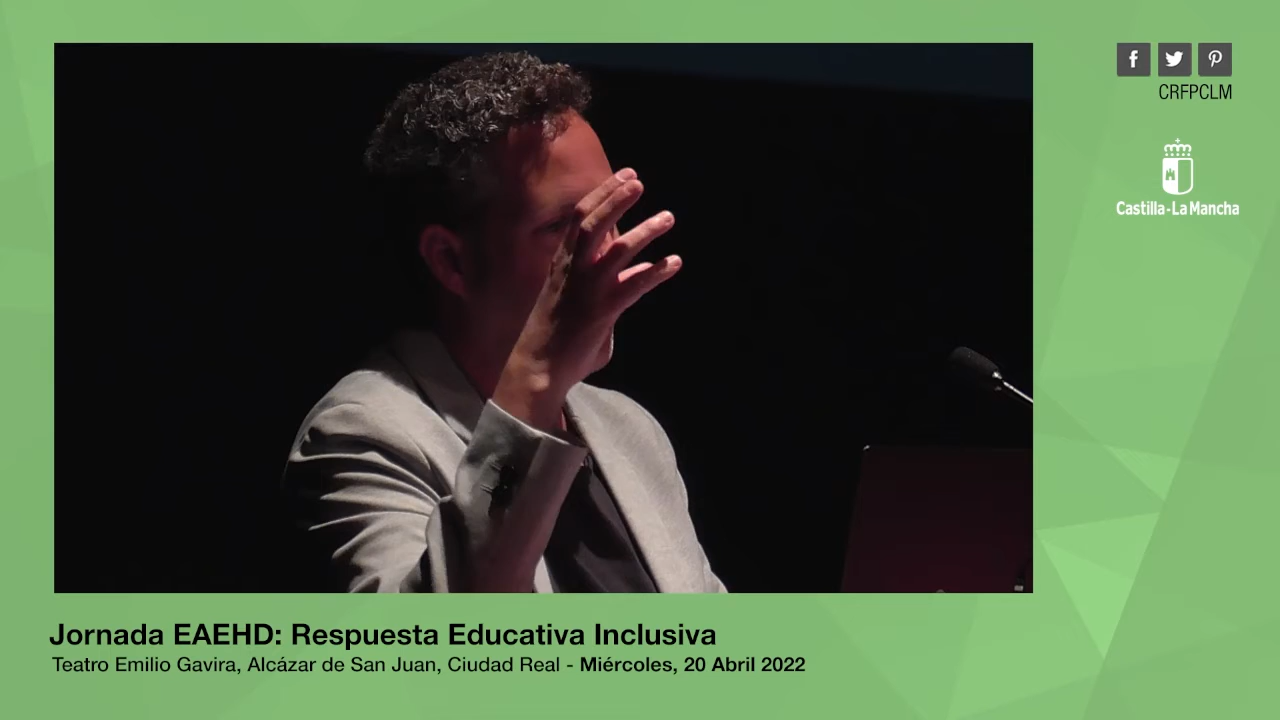 CRFPCLM
Castilla-La Mancha
Jornada EAEHD: Respuesta Educativa Inclusiva
Teatro Emilio Gavira, Alcázar de San Juan, Ciudad Real - Miércoles, 20 Abril 2022